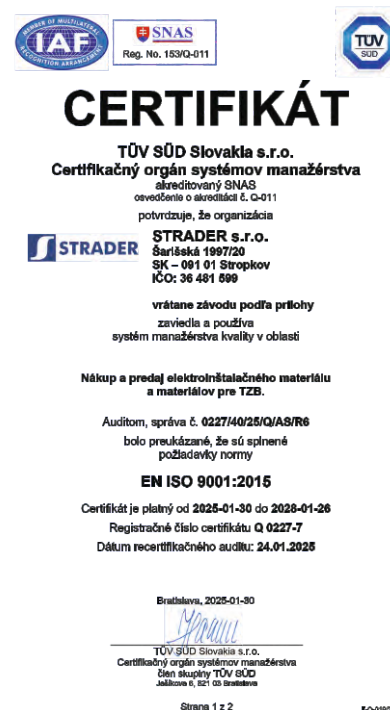 MEMBER OF MULTILATERAL
IAF
RECOGNITION ARRANGEMENT
SNAS
Reg. No. 153/Q-011
TÜV
SÜD
CERTIFIKÁT
TÜV SÜD Slovakia s.r.o.
Certifikačný orgán systémov manažérstva
akreditovaný SNAS
osvedčenie o akreditácii č. Q-011
potvrdzuje, že organizácia
STRADER
STRADER s.r.o.
Šarišská 1997/20
SK – 091 01 Stropkov
IČO: 36 481 599
vrátane závodu podľa prílohy
zaviedla a používa
systém manažérstva kvality v oblasti
Nákup a predaj elektroinštalačného materiálu
a materiálov pre TZB.
Auditom, správa č. 0227/40/25/Q/AS/R6
bolo preukázané, že sú splnené
požiadavky normy
EN ISO 9001:2015
Certifikát je platný od 2025-01-30 do 2028-01-26
Registračné číslo certifikátu Q 0227-7
Dátum recertifikačného auditu: 24.01.2025
Bratislava, 2025-01-30
TÜV SÜD Slovakia s.r.o.
Certifikačný orgán systémov manažérstva
člen skupiny TÜV SÜD
Jašíkova 6, 821 03 Bratislava
Strana 1 z 2